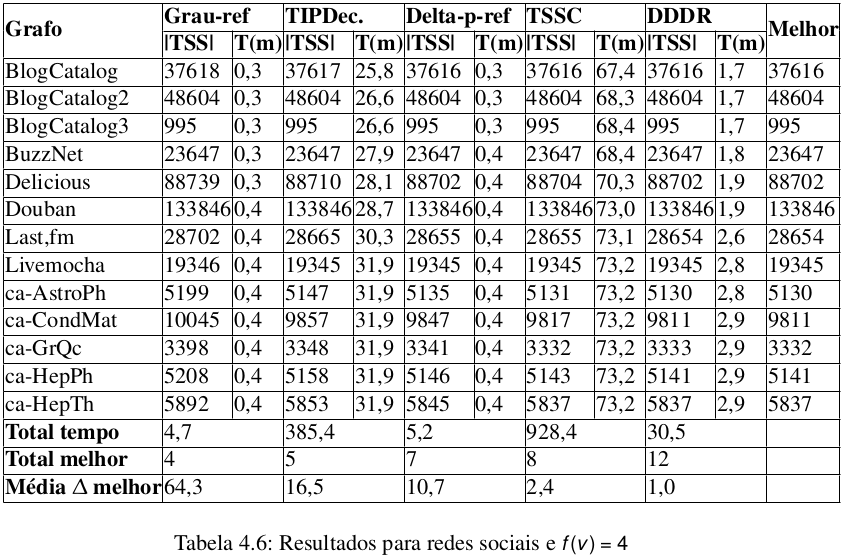 Grafo Grau-ref TIPDec. Delta-p-ref TSSC DDDR Melhor
|TSS| T(m) |TSS| T(m) |TSS| T(m) |TSS| T(m) |TSS| T(m)
BlogCatalog 37618 0,3 37617 25,8 37616 0,3 37616 67,4 37616 1,7 37616
BlogCatalog2 48604 0,3 48604 26,6 48604 0,3 48604 68,3 48604 1,7 48604
BlogCatalog3 995 0,3 995 26,6 995 0,3 995 68,4 995 1,7 995
BuzzNet 23647 0,3 23647 27,9 23647 0,4 23647 68,4 23647 1,8 23647
Delicious 88739 0,3 88710 28,1 88702 0,4 88704 70,3 88702 1,9 88702
Douban 133846 0,4 133846 28,7 133846 0,4 133846 73,0 133846 1,9 133846
Last,fm 28702 0,4 28665 30,3 28655 0,4 28655 73,1 28654 2,6 28654
Livemocha 19346 0,4 19345 31,9 19345 0,4 19345 73,2 19345 2,8 19345
ca-AstroPh 5199 0,4 5147 31,9 5135 0,4 5131 73,2 5130 2,8 5130
ca-CondMat 10045 0,4 9857 31,9 9847 0,4 9817 73,2 9811 2,9 9811
ca-GrQc 3398 0,4 3348 31,9 3341 0,4 3332 73,2 3333 2,9 3332
ca-HepPh 5208 0,4 5158 31,9 5146 0,4 5143 73,2 5141 2,9 5141
ca-HepTh 5892 0,4 5853 31,9 5845 0,4 5837 73,2 5837 2,9 5837
Total tempo 4,7 385,4 5,2 928,4 30,5
Total melhor 4 5 7 8 12
Média Δ melhor 64,3 16,5 10,7 2,4 1,0
Tabela 4.6: Resultados para redes sociais e f(v) = 4